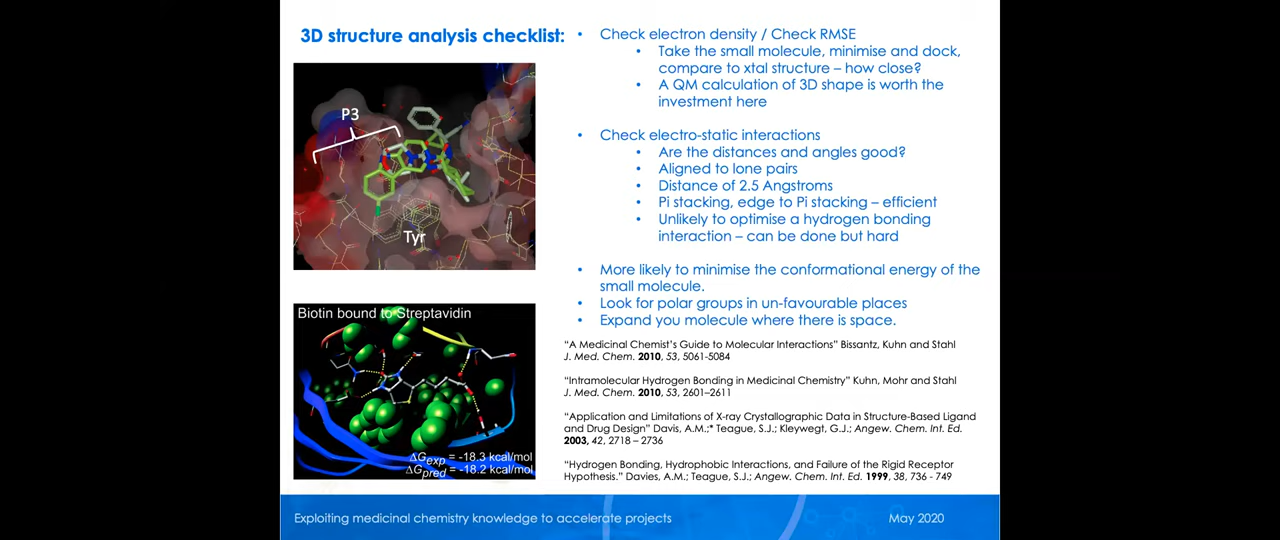 3D structure analysis checklist:
P3
Tyr
Biotin bound to Streptavidin
ΔGexp = -18.3 kcal/mol
ΔGpred = -18.2 kcal/mol
• Check electron density / Check RMSE
• Take the small molecule, minimise and dock,
compare to xtal structure – how close?
• A QM calculation of 3D shape is worth the
investment here
• Check electro-static interactions
• Are the distances and angles good?
• Aligned to lone pairs
• Distance of 2.5 Angstroms
• Pi stacking, edge to Pi stacking – efficient
• Unlikely to optimise a hydrogen bonding
interaction – can be done but hard
• More likely to minimise the conformational energy of the
small molecule.
• Look for polar groups in un-favourable places
• Expand you molecule where there is space.
“A Medicinal Chemist’s Guide to Molecular Interactions” Bissantz, Kuhn and Stahl
J. Med. Chem. 2010, 53, 5061-5084
“Intramolecular Hydrogen Bonding in Medicinal Chemistry” Kuhn, Mohr and Stahl
J. Med. Chem. 2010, 53, 2601–2611
“Application and Limitations of X-ray Crystallographic Data in Structure-Based Ligand
and Drug Design” Davis, A.M.;* Teague, S.J.; Kleywegt, G.J.; Angew. Chem. Int. Ed.
2003, 42, 2718 – 2736
“Hydrogen Bonding, Hydrophobic Interactions, and Failure of the Rigid Receptor
Hypothesis.” Davies, A.M.; Teague, S.J.; Angew. Chem. Int. Ed. 1999, 38, 736 - 749
Exploiting medicinal chemistry knowledge to accelerate projects
May 2020